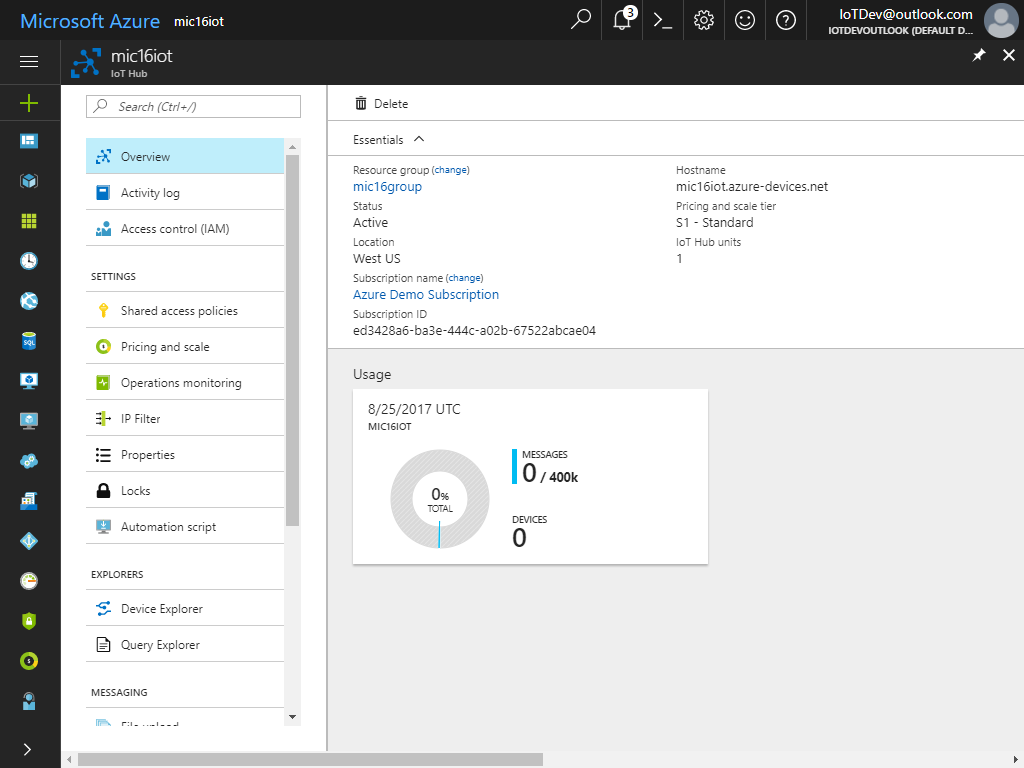 Microsoft Azure mic16iot
3
IoTDev@outlook.com
IOTDEVOUTLOOK (DEFAULT D...
mic16iot
IoT Hub
Search (Ctrl+/)
Overview
Activity log
Access control (IAM)
SETTINGS
Shared access policies
Pricing and scale
Operations monitoring
IP Filter
Properties
Locks
Automation script
EXPLORERS
Device Explorer
Query Explorer
MESSAGING
File upload
Delete
Essentials
Resource group (change)
mic16group
Status
Active
Location
West US
Subscription name (change)
Azure Demo Subscription
Subscription ID
ed3428a6-ba3e-444c-a02b-67522abcae04
Hostname
mic16iot.azure-devices.net
Pricing and scale tier
S1 - Standard
IoT Hub units
1
Usage
8/25/2017 UTC
MIC16IOT
0%
TOTAL
MESSAGES
0 / 400k
DEVICES
0